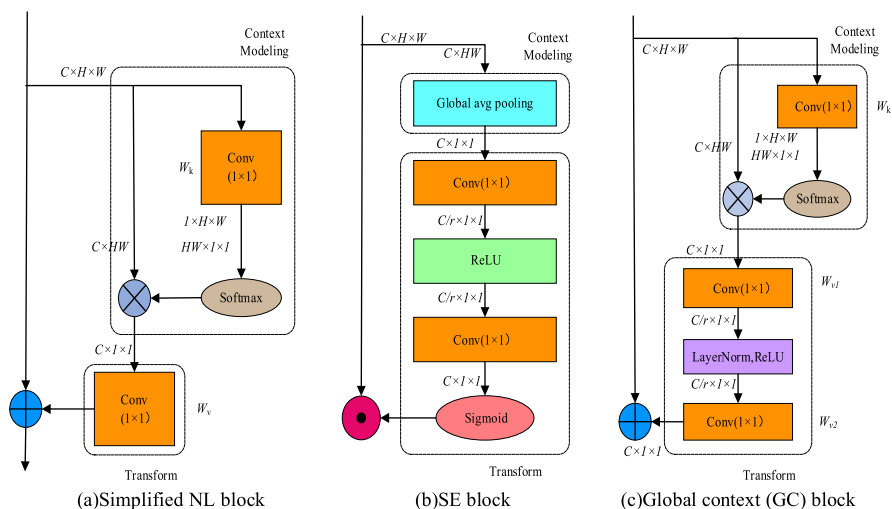 Context
Modeling
C×H×W
W_k
Conv
(1×1)
1×H×W
HW×1×1
C×HW
Softmax
C×1×1
Conv
(1×1)
W_v
Transform
(a)Simplified NL block
C×H×W
C×HW
Context
Modeling
Global avg pooling
C×1×1
Conv(1×1)
C/r×1×1
ReLU
C/r×1×1
Conv(1×1)
C×1×1
Sigmoid
Transform
(b)SE block
Context
Modeling
C×H×W
Conv(1×1)
W_k
1×H×W
HW×1×1
C×HW
Softmax
C×1×1
W_v1
Conv(1×1)
C/r×1×1
LayerNorm,ReLU
C/r×1×1
Conv(1×1)
W_v2
C×1×1
Transform
(c)Global context (GC) block